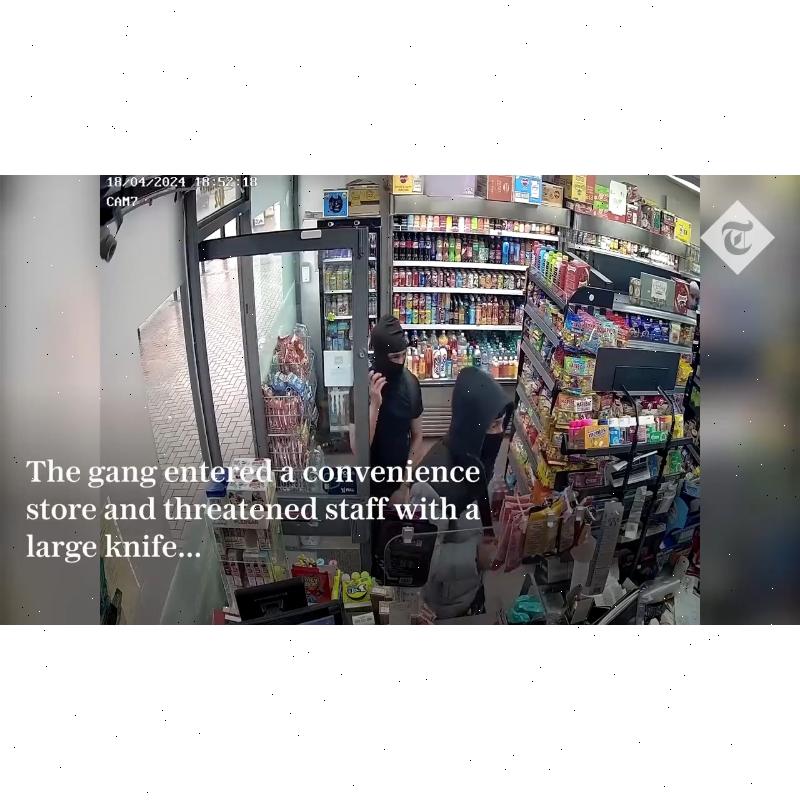 18/04/2024 18:52:18
CAM7
The gang entered a convenience
store and threatened staff with a
large knife...